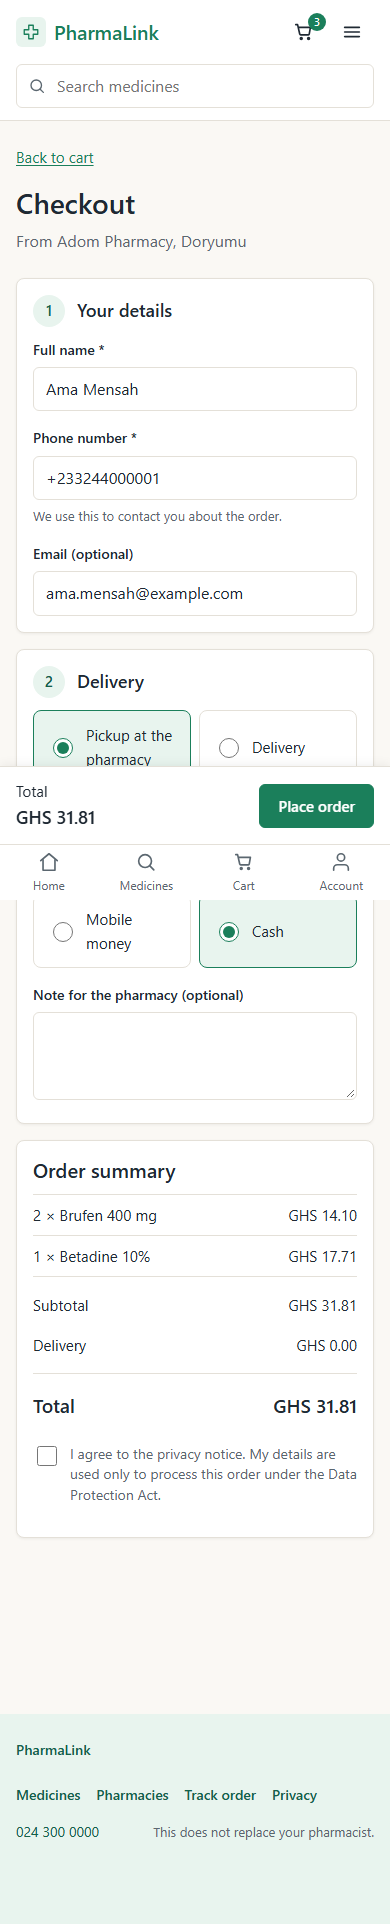 PharmaLink
3
Search medicines
Back to cart
Checkout
From Adom Pharmacy, Doryumu
1 Your details
Full name *
Ama Mensah
Phone number *
+233244000001
We use this to contact you about the order.
Email (optional)
ama.mensah@example.com
2 Delivery
Pickup at the
pharmacy
Delivery
Total
GHS 31.81
Place order
Home Medicines Cart Account
Mobile
money
Cash
Note for the pharmacy (optional)
Order summary
2 × Brufen 400 mg GHS 14.10
1 × Betadine 10% GHS 17.71
Subtotal GHS 31.81
Delivery GHS 0.00
Total GHS 31.81
I agree to the privacy notice. My details are
used only to process this order under the Data
Protection Act.
PharmaLink
Medicines Pharmacies Track order Privacy
024 300 0000 This does not replace your pharmacist.